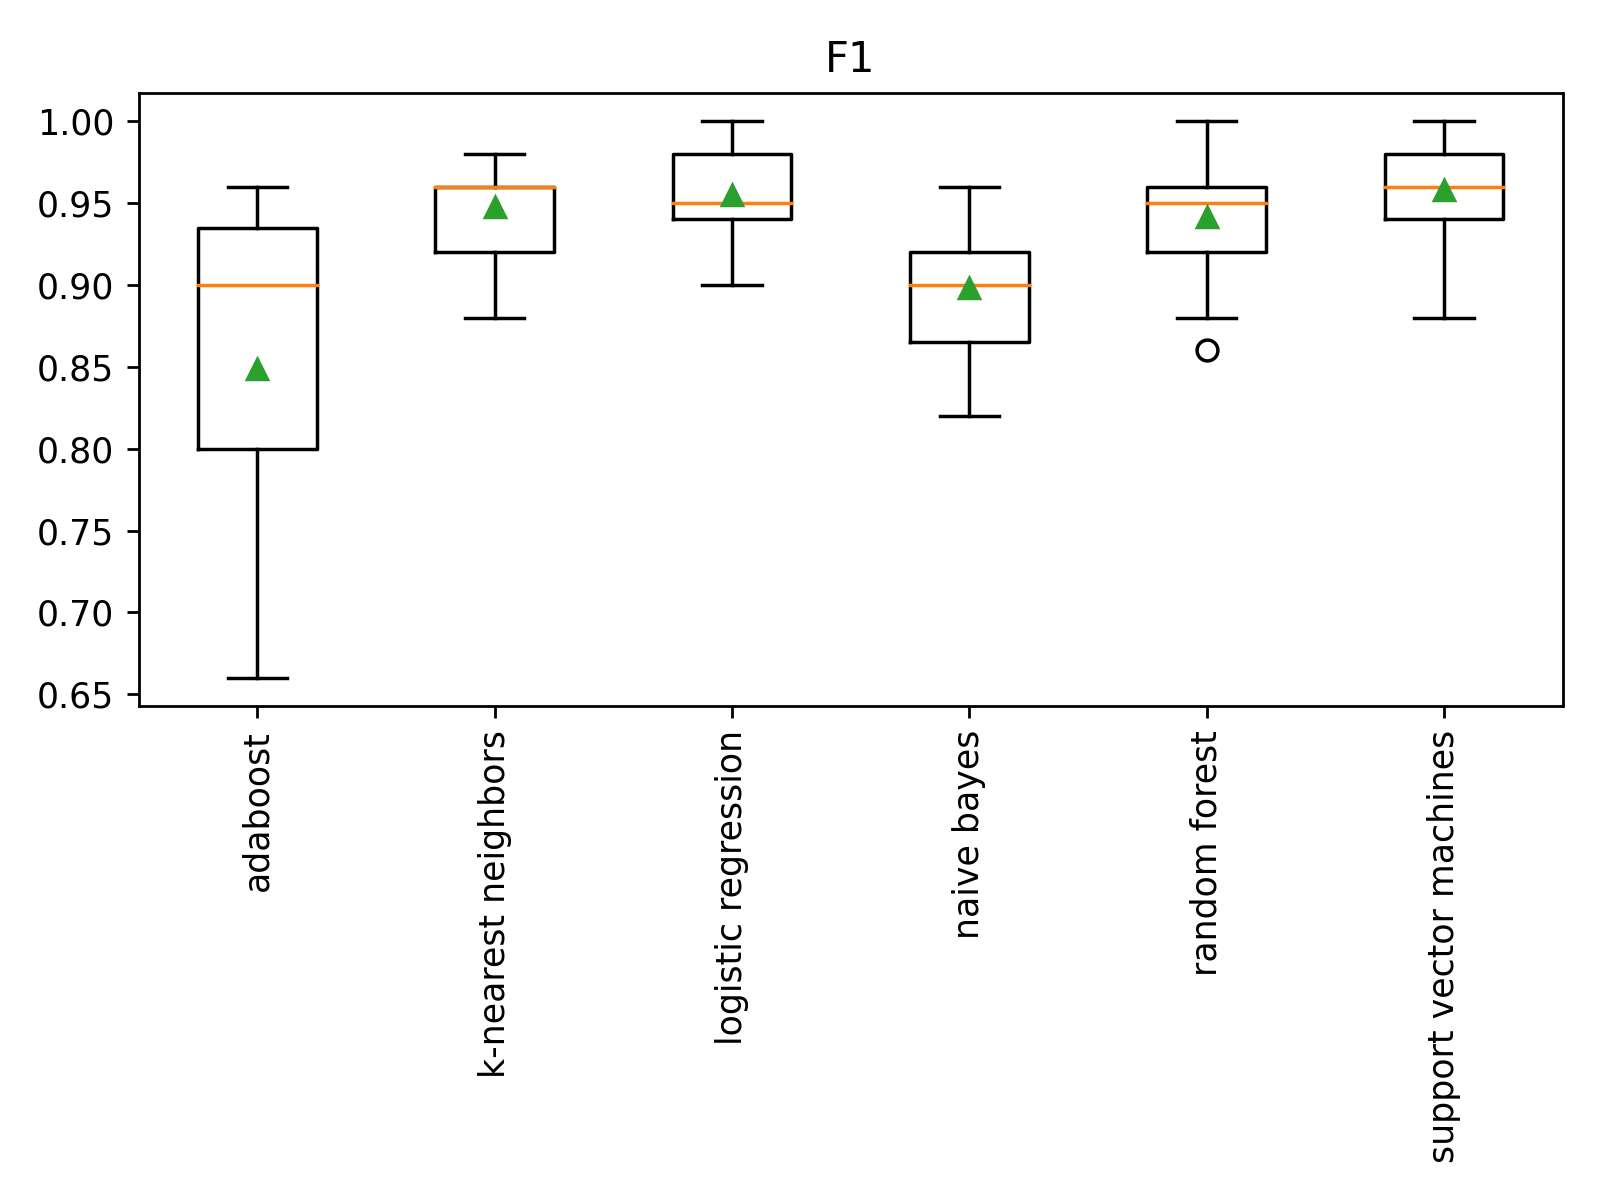 F1
1.00
0.95
0.90
0.85
0.80
0.75
0.70
0.65
adaboost
k-nearest neighbors
logistic regression
naive bayes
random forest
support vector machines